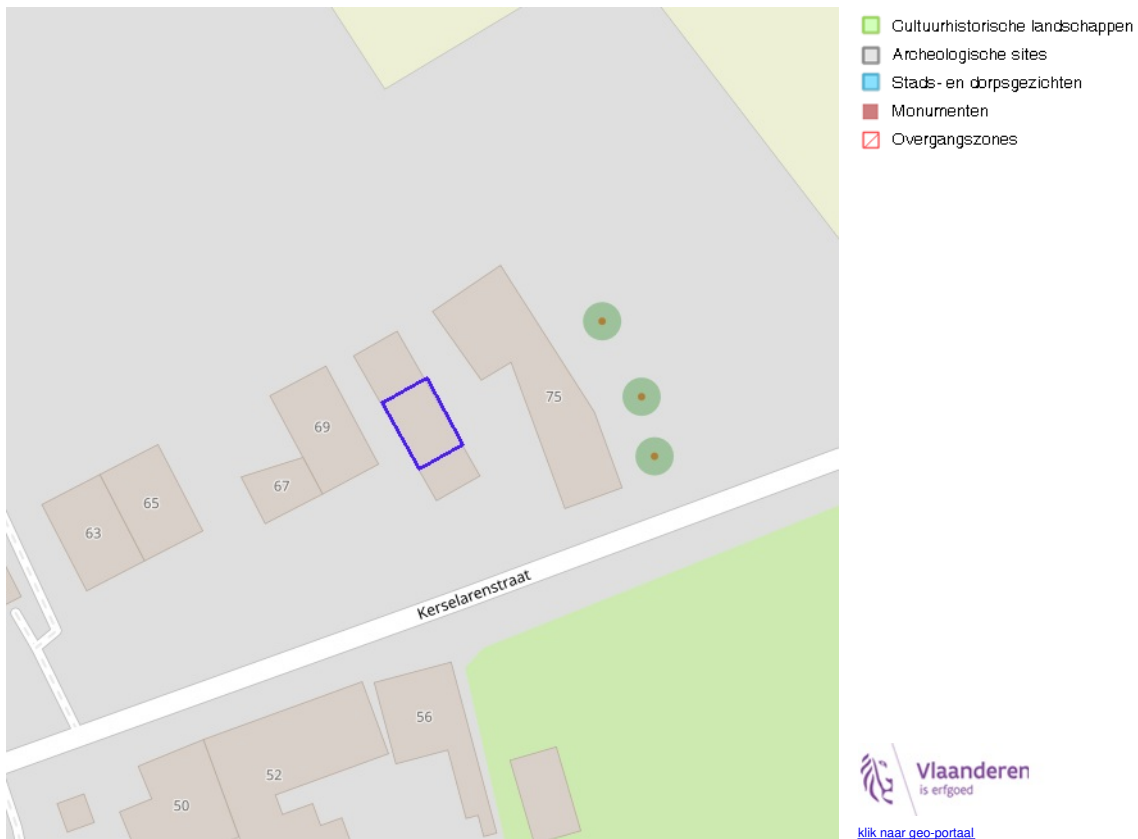 Cultuurhistorische landschappen
Archeologische sites
Stads- en dorpsgezichten
Monumenten
Overgangszones
75
69
67
65
63
Kerselarenstraat
56
52
50
Vlaanderen
is erfgoed
klik naar geo-portaal